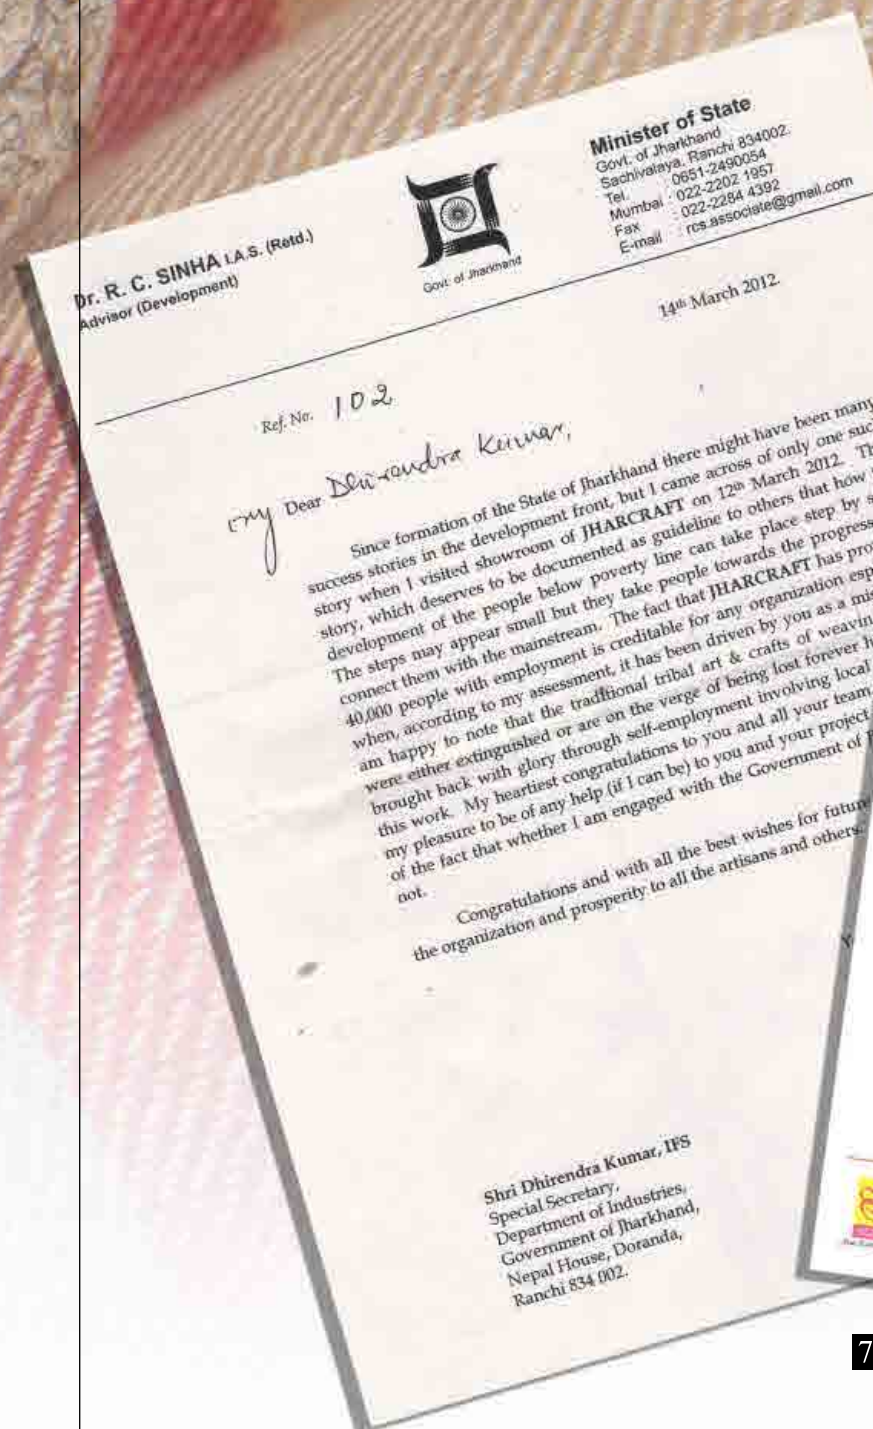 Dr. R. C. SINHA I.A.S. (Retd.)
Advisor (Development)
Govt. of Jharkhand
Minister of State
Govt. of Jharkhand
Sachivalaya, Ranchi 834002.
Tel. : 0651-2490054
Mumbai : 022-2202 1957
Fax : 022-2284 4392
E-mail : rcs.associate@gmail.com
14th March 2012
Ref. No. 102
My Dear Dhirendra Kumar,
Since formation of the State of Jharkhand there might have been many
success stories in the development front, but I came across of only one suc
story when I visited showroom of JHARCRAFT on 12th March 2012. Th
story, which deserves to be documented as guideline to others that how
development of the people below poverty line can take place step by s
The steps may appear small but they take people towards the progress
connect them with the mainstream. The fact that JHARCRAFT has pro
40,000 people with employment is creditable for any organization esp
when, according to my assessment, it has been driven by you as a mis
am happy to note that the traditional tribal art & crafts of weavin
were either extinguished or are on the verge of being lost forever h
brought back with glory through self-employment involving local
this work. My heartiest congratulations to you and all your team
my pleasure to be of any help (if I can be) to you and your project
of the fact that whether I am engaged with the Government of
not.
Congratulations and with all the best wishes for futur
the organization and prosperity to all the artisans and others.
Y
Shri Dhirendra Kumar, IFS
Special Secretary,
Department of Industries,
Government of Jharkhand,
Nepal House, Doranda,
Ranchi 834 002.
7